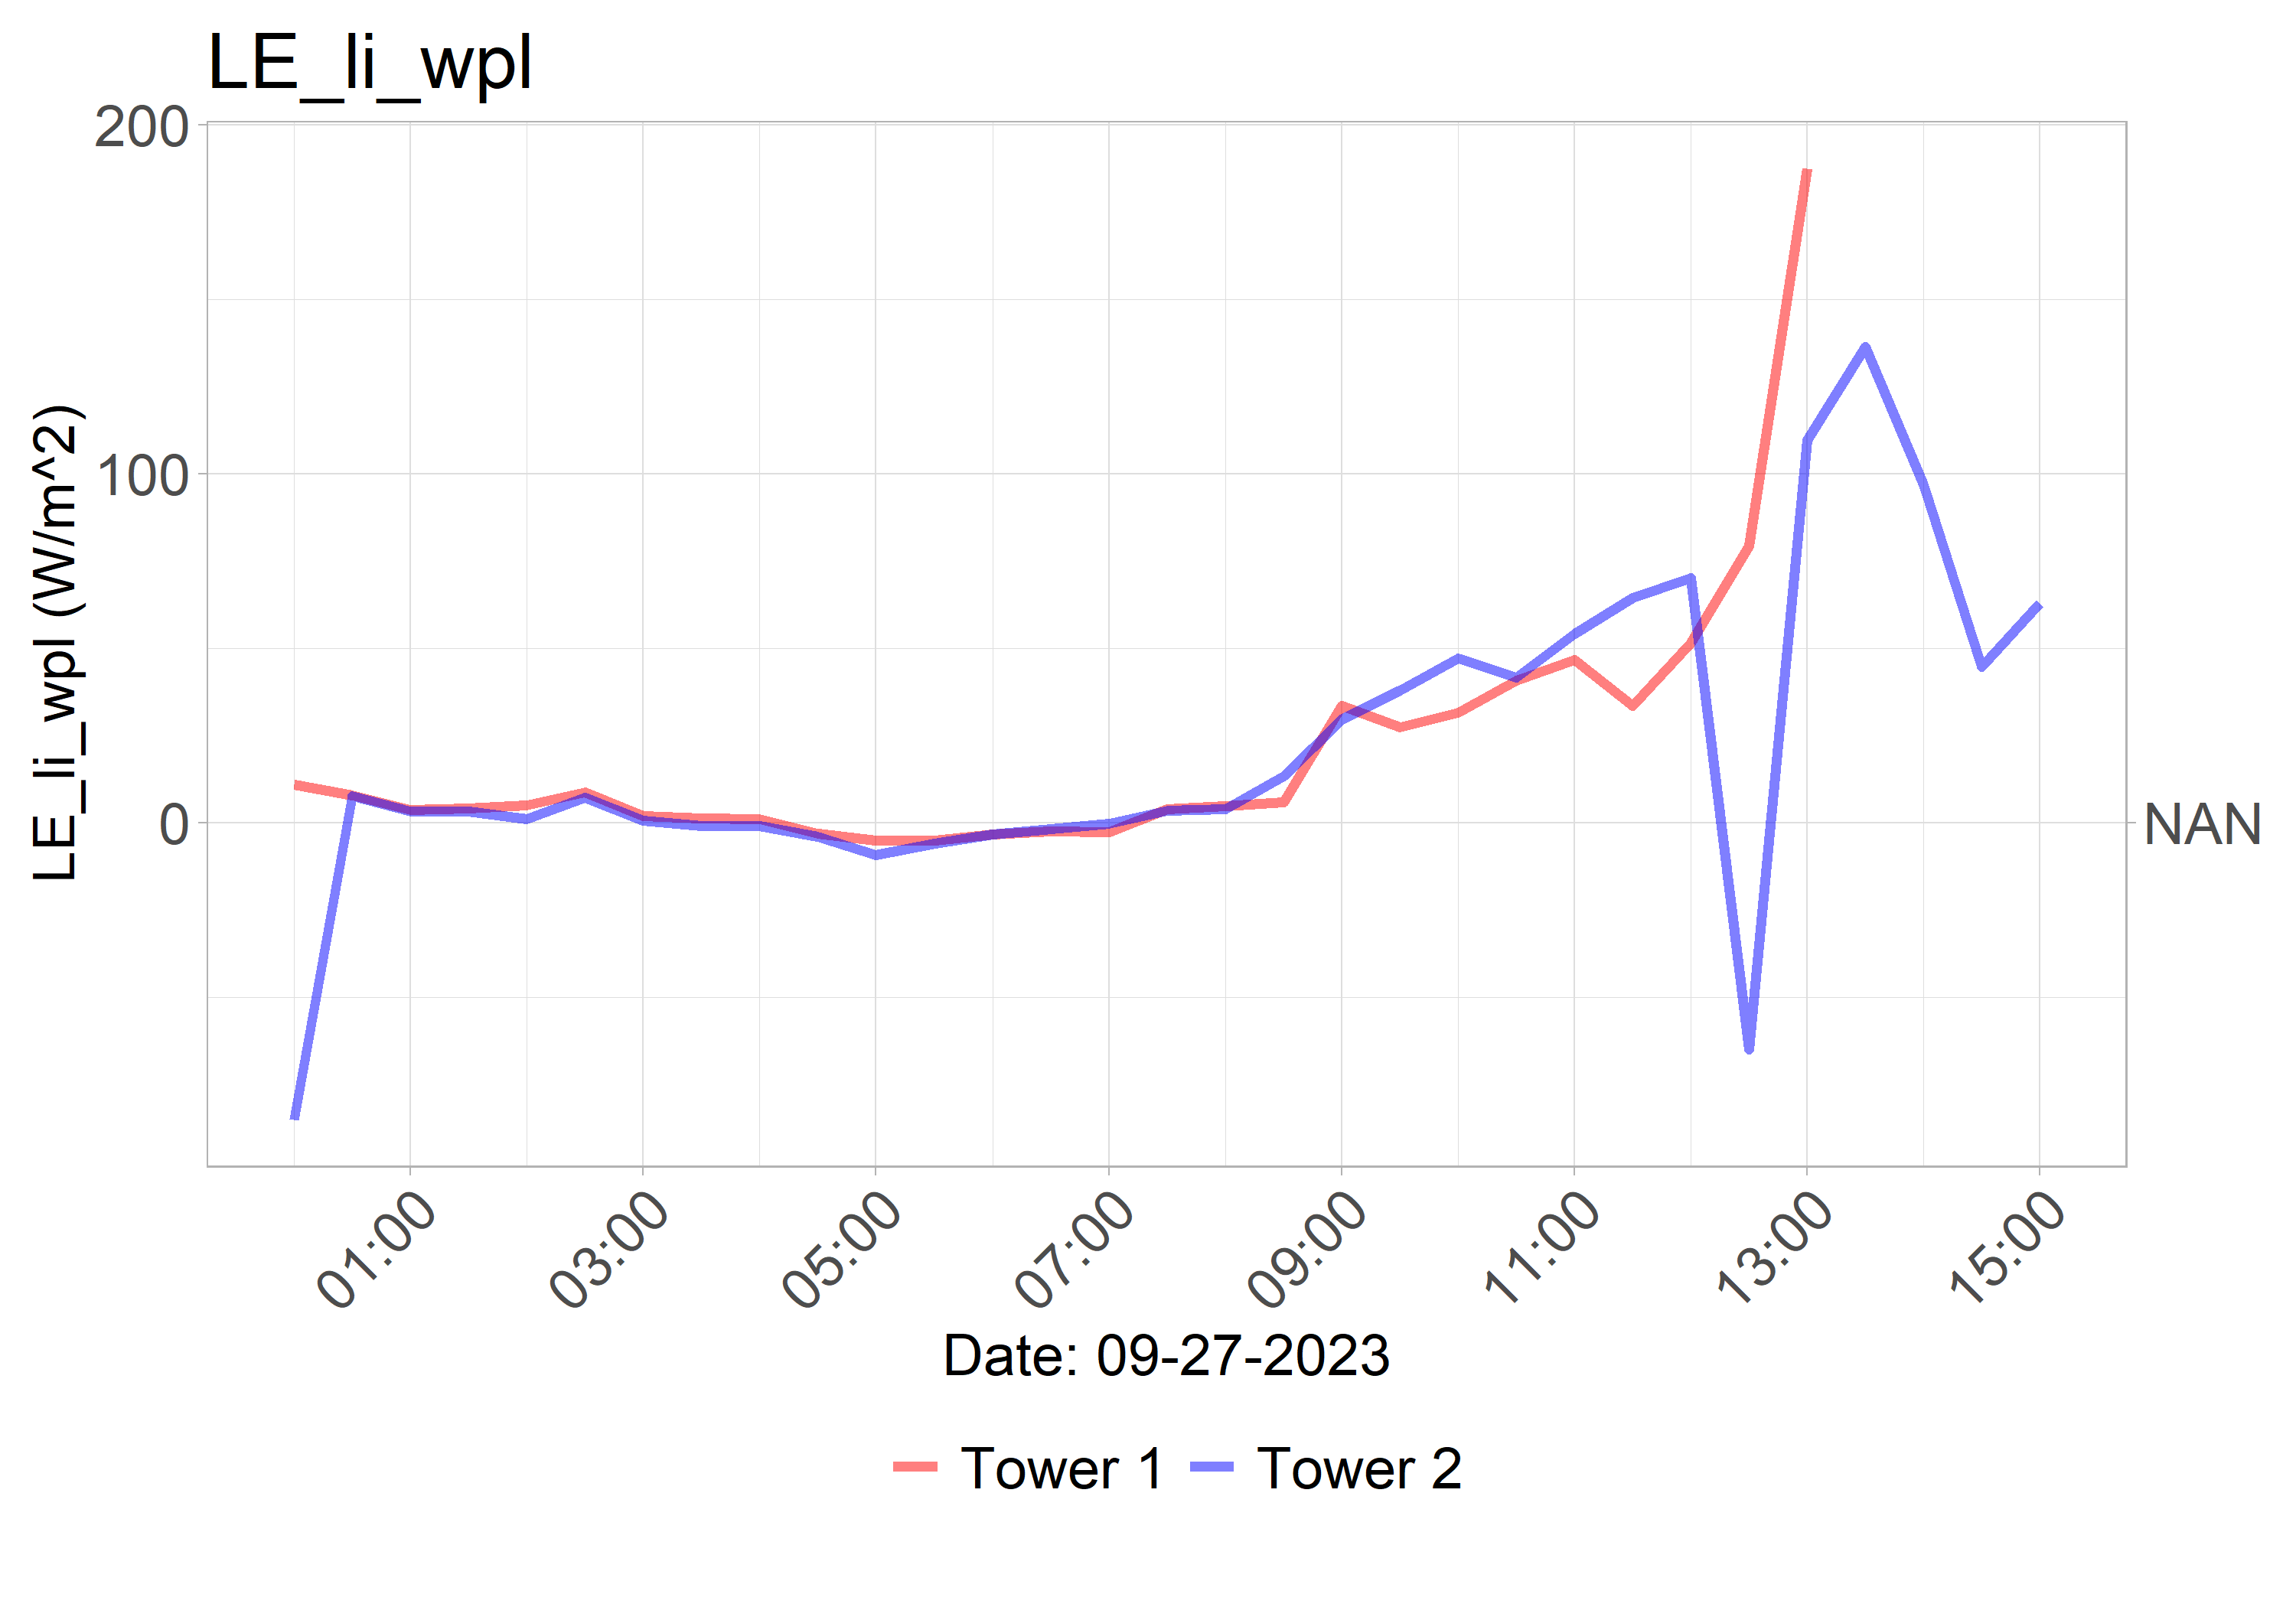 LE_li_wpl
LE_li_wpl (W/m^2)
200
100
0
NAN
01:00 03:00 05:00 07:00 09:00 11:00 13:00 15:00
Date: 09-27-2023
Tower 1 Tower 2